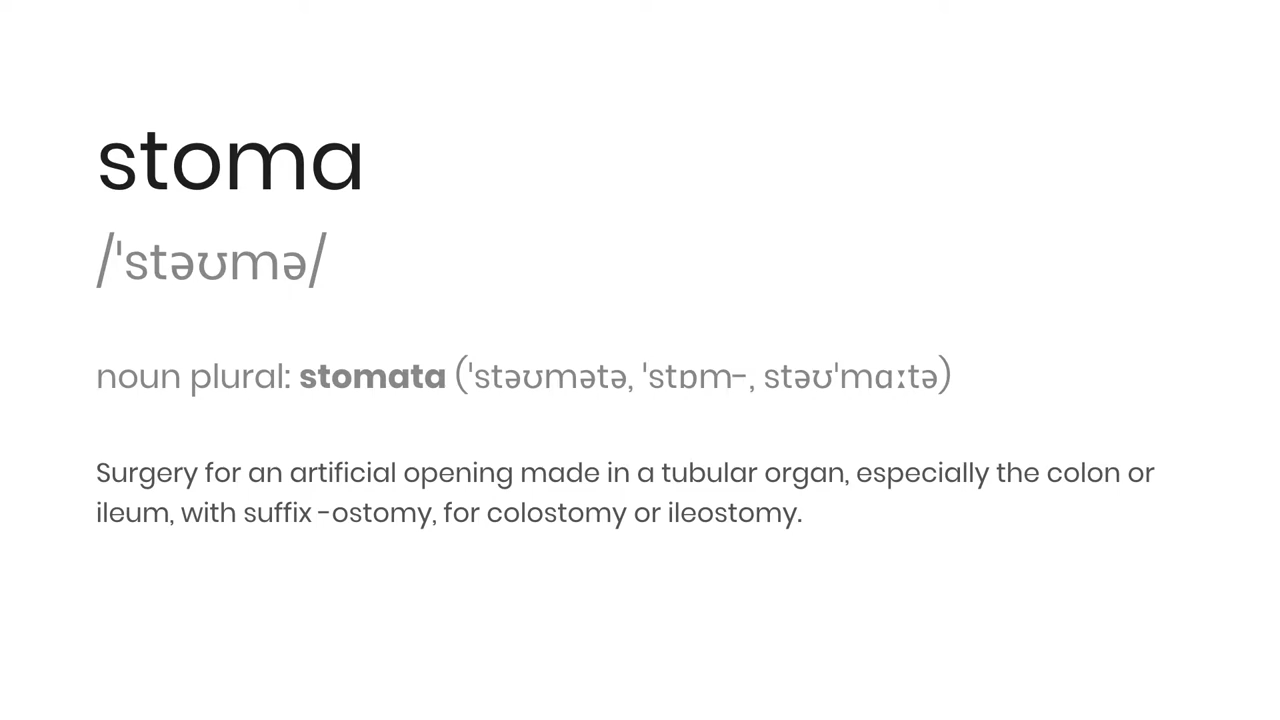 stoma
/ˈstəʊmə/
noun plural: stomata (ˈstəʊmətə, ˈstɒm-, stəʊˈmɑːtə)
Surgery for an artificial opening made in a tubular organ, especially the colon or
ileum, with suffix -ostomy, for colostomy or ileostomy.